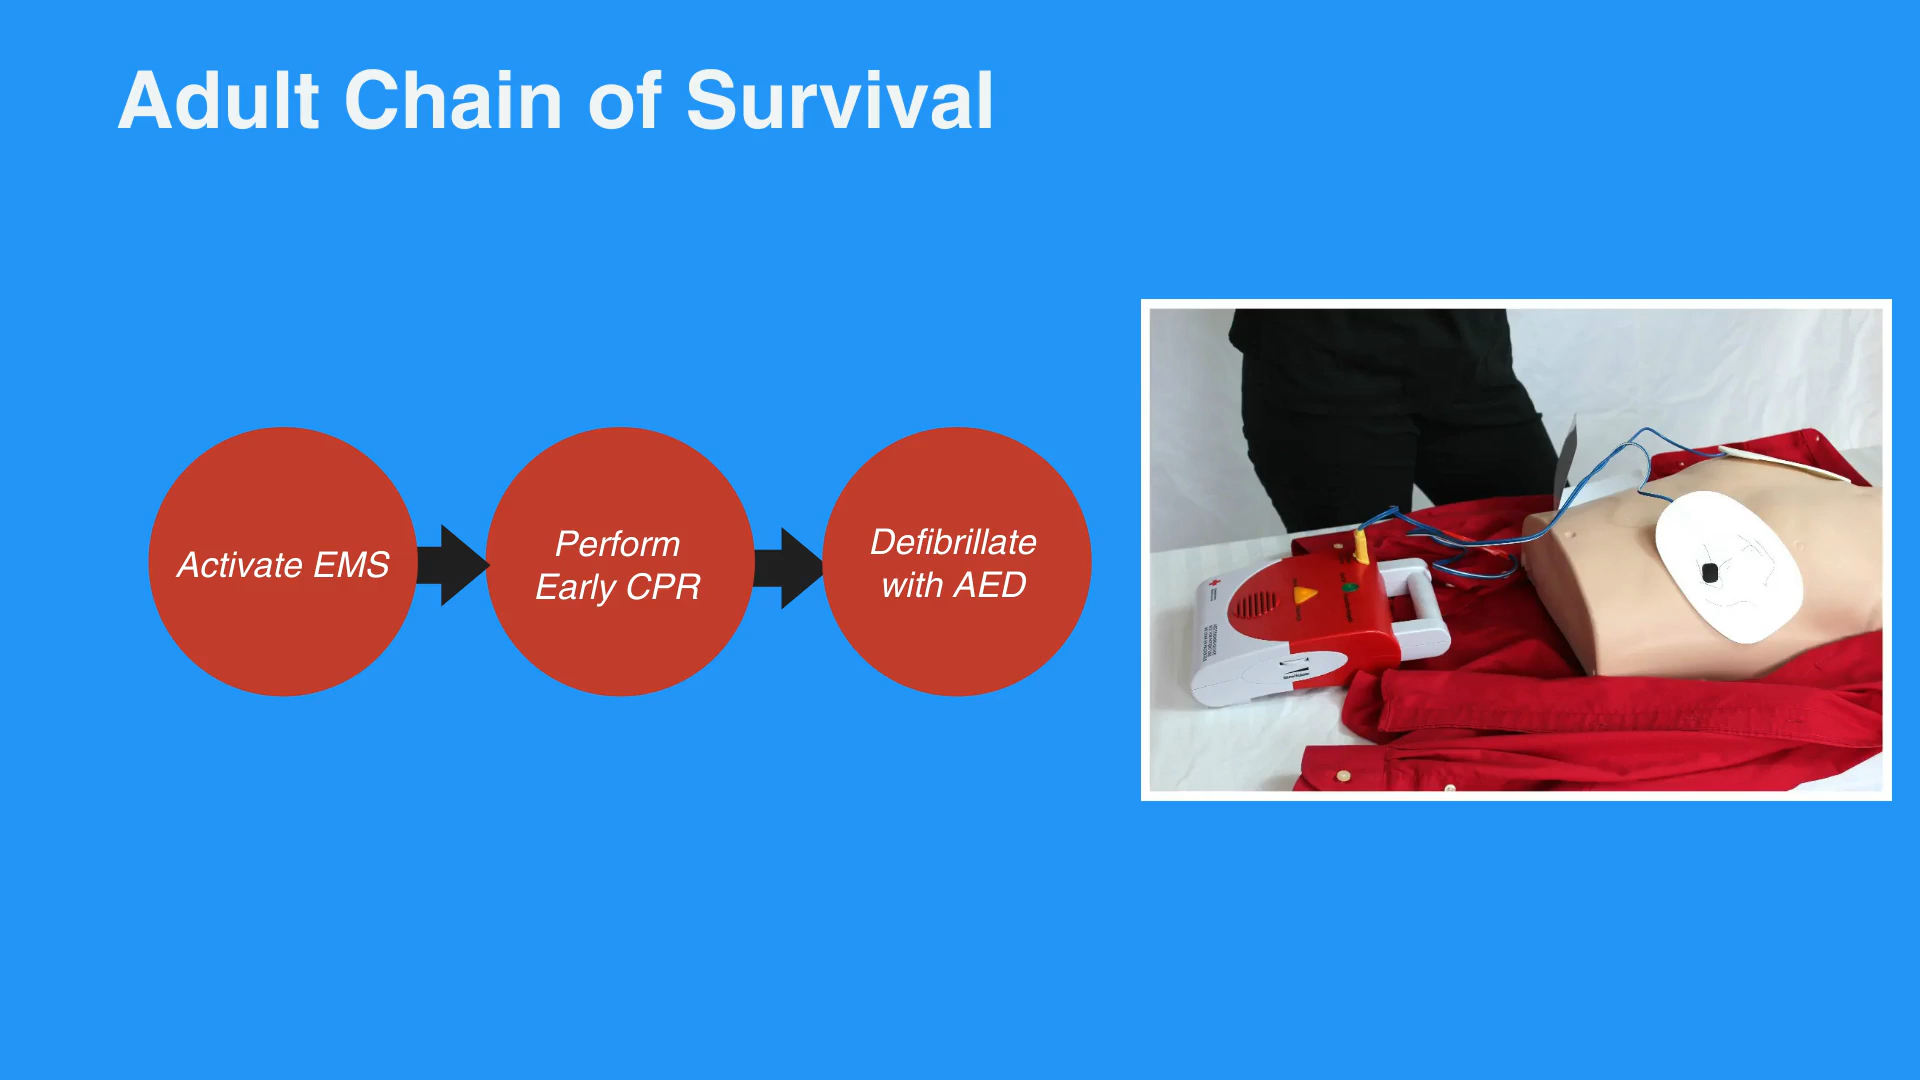 Adult Chain of Survival
Activate EMS
Perform
Early CPR
Defibrillate
with AED